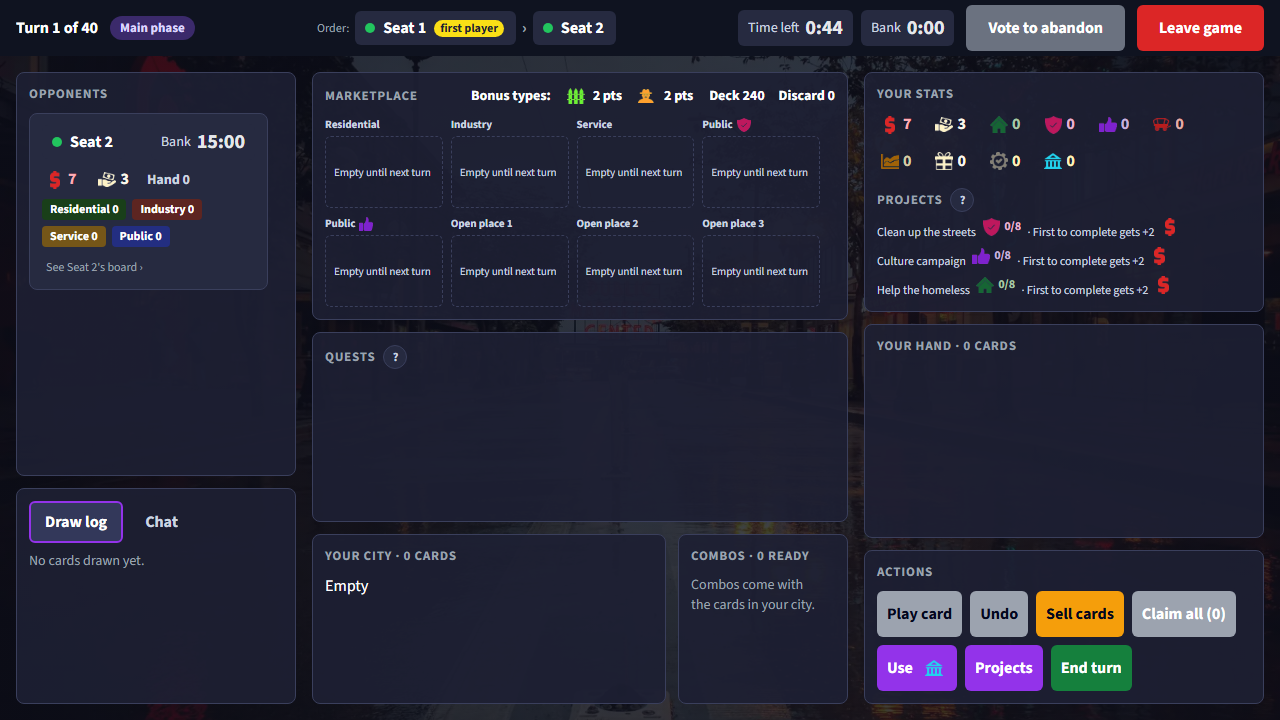 Turn 1 of 40 Main phase Order: Seat 1 first player › Seat 2 Time left 0:44 Bank 0:00 Vote to abandon Leave game
OPPONENTS
Seat 2 Bank 15:00
7 3 Hand 0
Residential 0 Industry 0
Service 0 Public 0
See Seat 2's board ›
Draw log Chat
No cards drawn yet.
MARKETPLACE Bonus types: 2 pts 2 pts Deck 240 Discard 0
Residential Industry Service Public
Empty until next turn Empty until next turn Empty until next turn Empty until next turn
Public Open place 1 Open place 2 Open place 3
Empty until next turn Empty until next turn Empty until next turn Empty until next turn
QUESTS ?
YOUR CITY · 0 CARDS
Empty
COMBOS · 0 READY
Combos come with
the cards in your city.
YOUR STATS
7 3 0 0 0 0
0 0 0 0
PROJECTS ?
Clean up the streets 0/8 · First to complete gets +2
Culture campaign 0/8 · First to complete gets +2
Help the homeless 0/8 · First to complete gets +2
YOUR HAND · 0 CARDS
ACTIONS
Play card Undo Sell cards Claim all (0)
Use Projects End turn